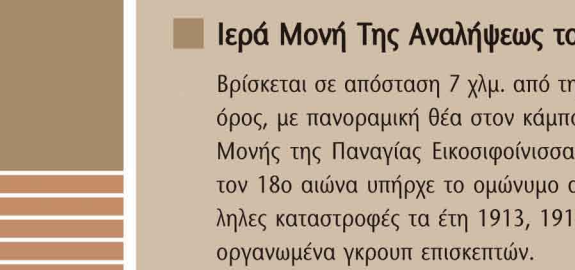 Ιερά Μονή Της Αναλήψεως το
Βρίσκεται σε απόσταση 7 χλμ. από τη
όρος, με πανοραμική θέα στον κάμπο
Μονής της Παναγίας Εικοσιφοίνισσα
τον 18ο αιώνα υπήρχε το ομώνυμο
ληλες καταστροφές τα έτη 1913, 191
οργανωμένα γκρουπ επισκεπτών.